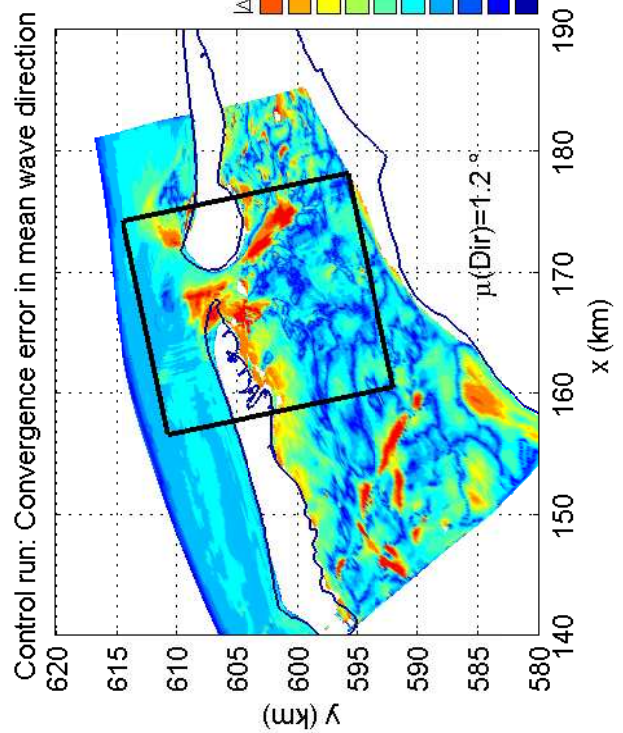 Control run: Convergence error in mean wave direction
|Δ
620
610
605
600
595
590
585
580
y (km)
μ(Dir)=1.2°
140
150
160
170
180
190
x (km)